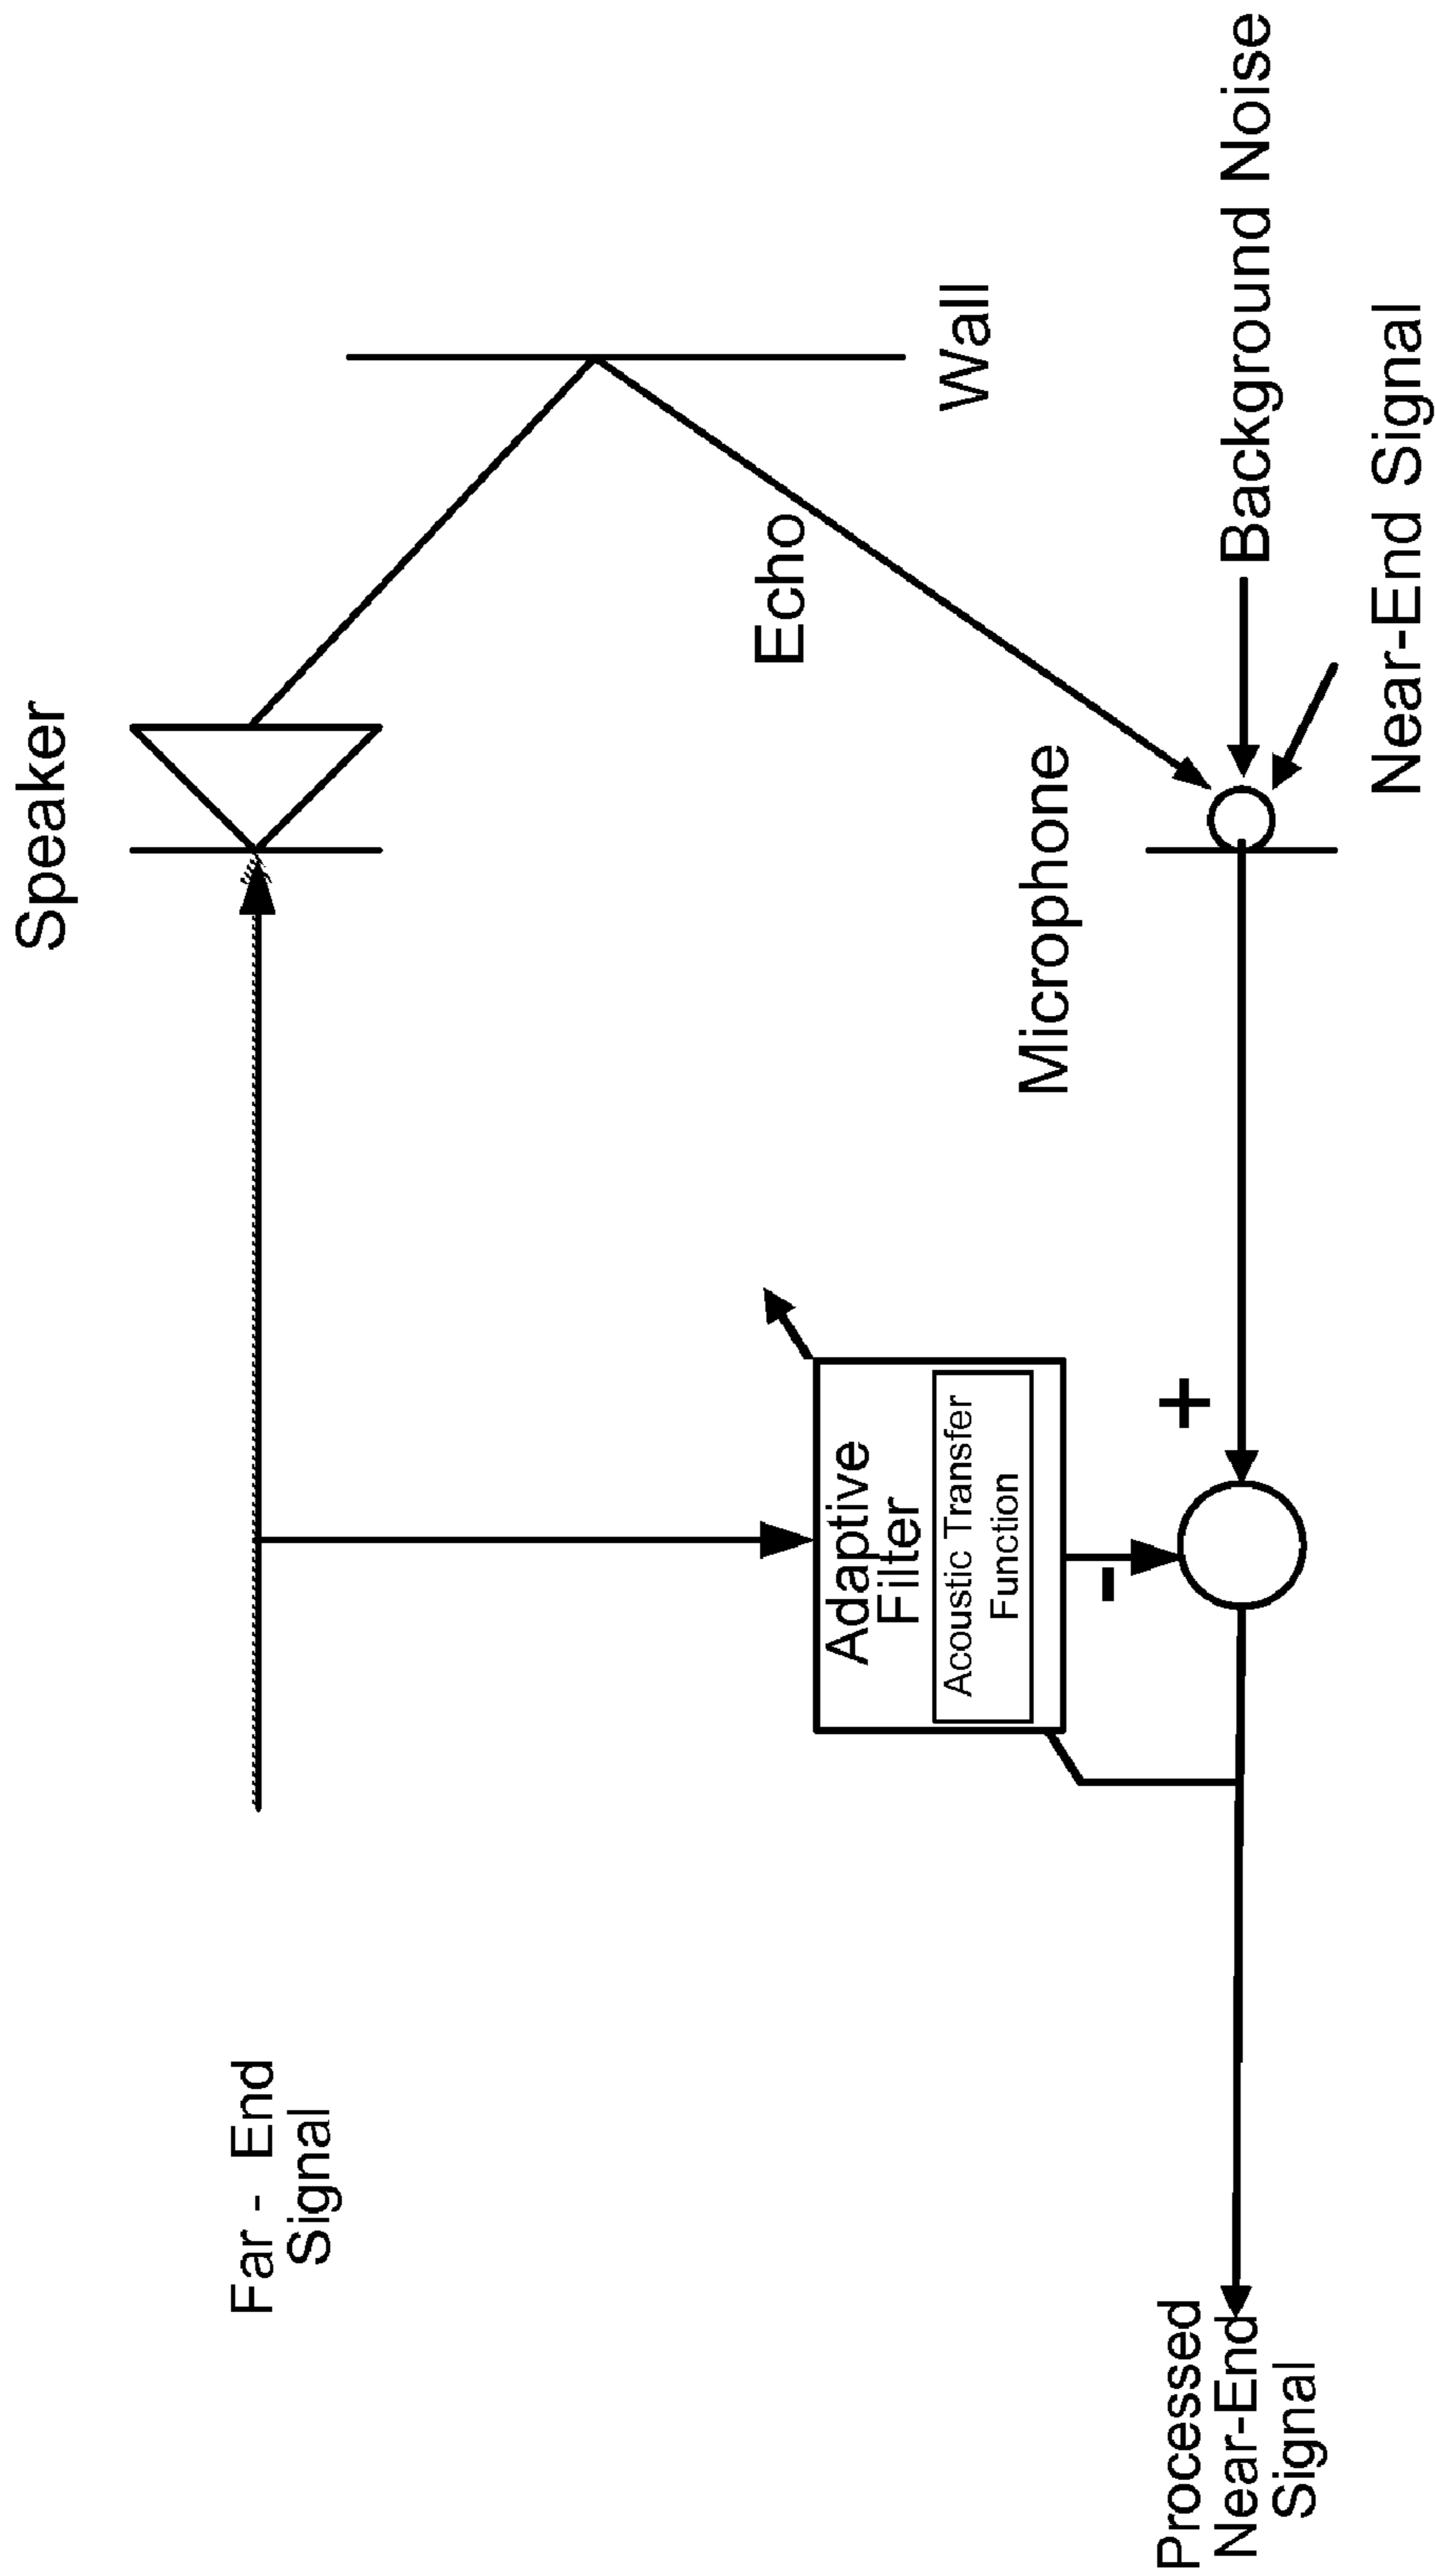 Speaker
Far - End
Signal
Echo
Wall
Adaptive
Filter
Acoustic Transfer
Function
Microphone
-
+
Background Noise
Near-End Signal
Processed
Near-End
Signal